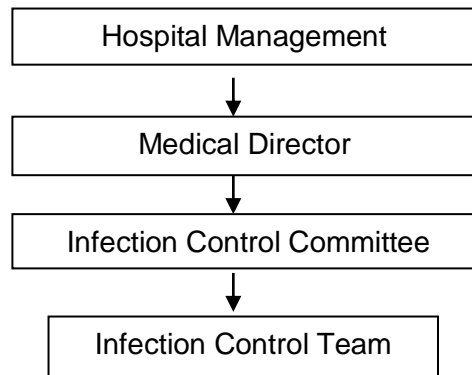 Hospital Management
Medical Director
Infection Control Committee
Infection Control Team